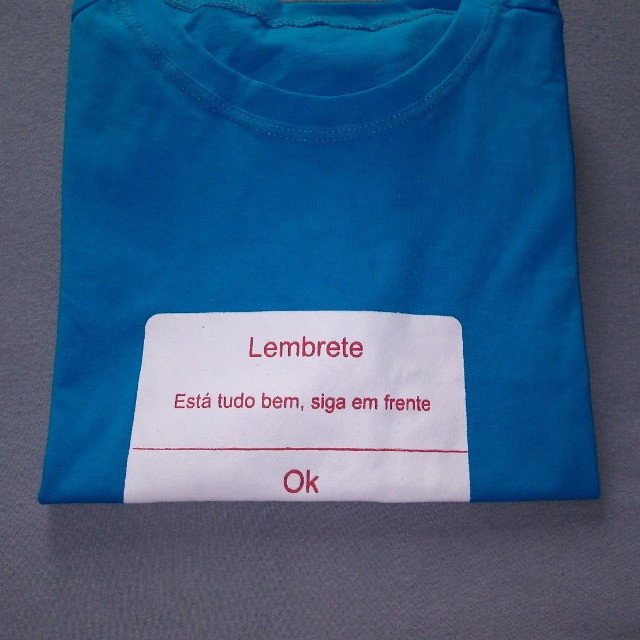 Lembrete
Está tudo bem, siga em frente
Ok